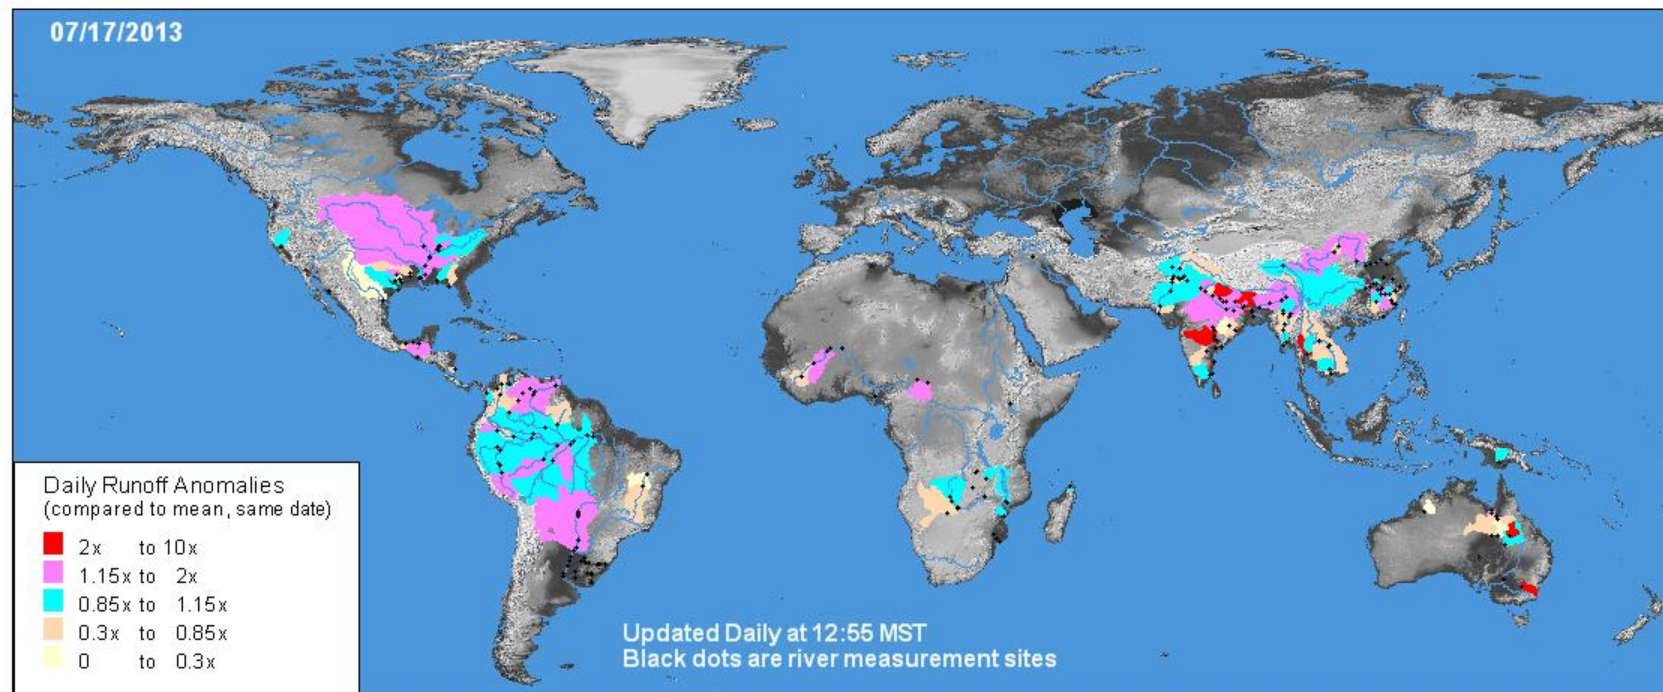 07/17/2013
Daily Runoff Anomalies
(compared to mean, same date)
2x to 10x
1.15x to 2x
0.85x to 1.15x
0.3x to 0.85x
0 to 0.3x
Updated Daily at 12:55 MST
Black dots are river measurement sites